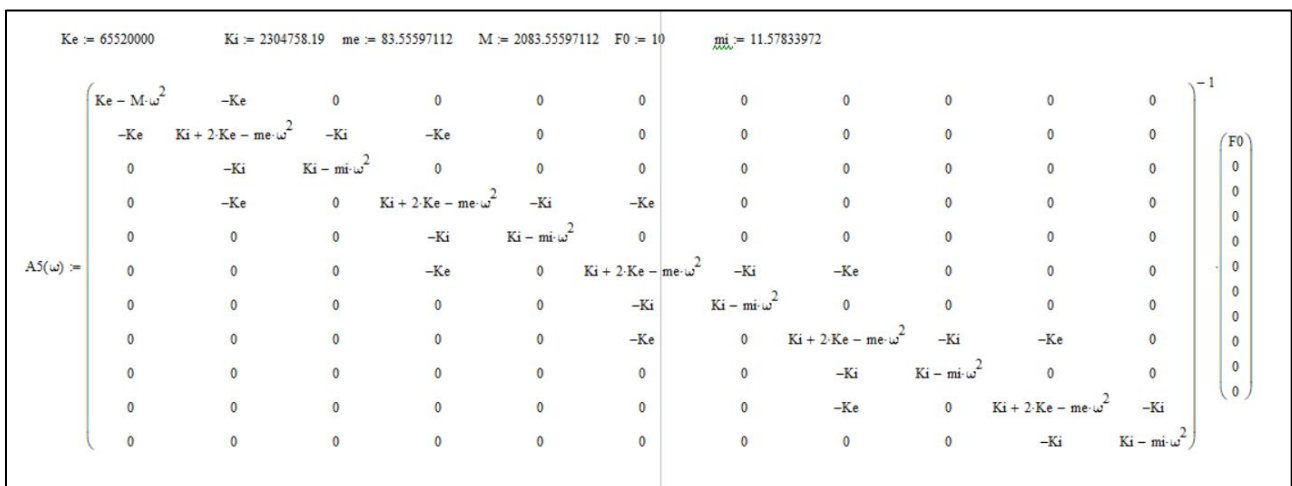 Ke := 65520000 Ki := 2304758.19 me := 83.55597112 M := 2083.55597112 F0 := 10 mi := 11.57833972
A5(ω) :=
Ke − M·ω² −Ke 0 0 0 0 0 0 0 0 0
−Ke Ki + 2·Ke − me·ω² −Ki −Ke 0 0 0 0 0 0 0
0 −Ki Ki − mi·ω² 0 0 0 0 0 0 0 0
0 −Ke 0 Ki + 2·Ke − me·ω² −Ki −Ke 0 0 0 0 0
0 0 0 −Ki Ki − mi·ω² 0 0 0 0 0 0
0 0 0 −Ke 0 Ki + 2·Ke − me·ω² −Ki −Ke 0 0 0
0 0 0 0 0 −Ki Ki − mi·ω² 0 0 0 0
0 0 0 0 0 −Ke 0 Ki + 2·Ke − me·ω² −Ki −Ke 0
0 0 0 0 0 0 0 −Ki Ki − mi·ω² 0 0
0 0 0 0 0 0 0 −Ke 0 Ki + 2·Ke − me·ω² −Ki
0 0 0 0 0 0 0 0 0 −Ki Ki − mi·ω²
−1
·
F0
0
0
0
0
0
0
0
0
0
0